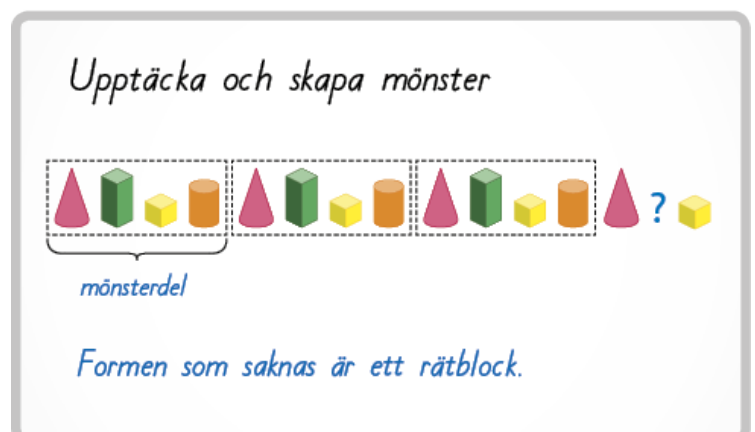 Upptäcka och skapa mönster
?
mönsterdel
Formen som saknas är ett rätblock.